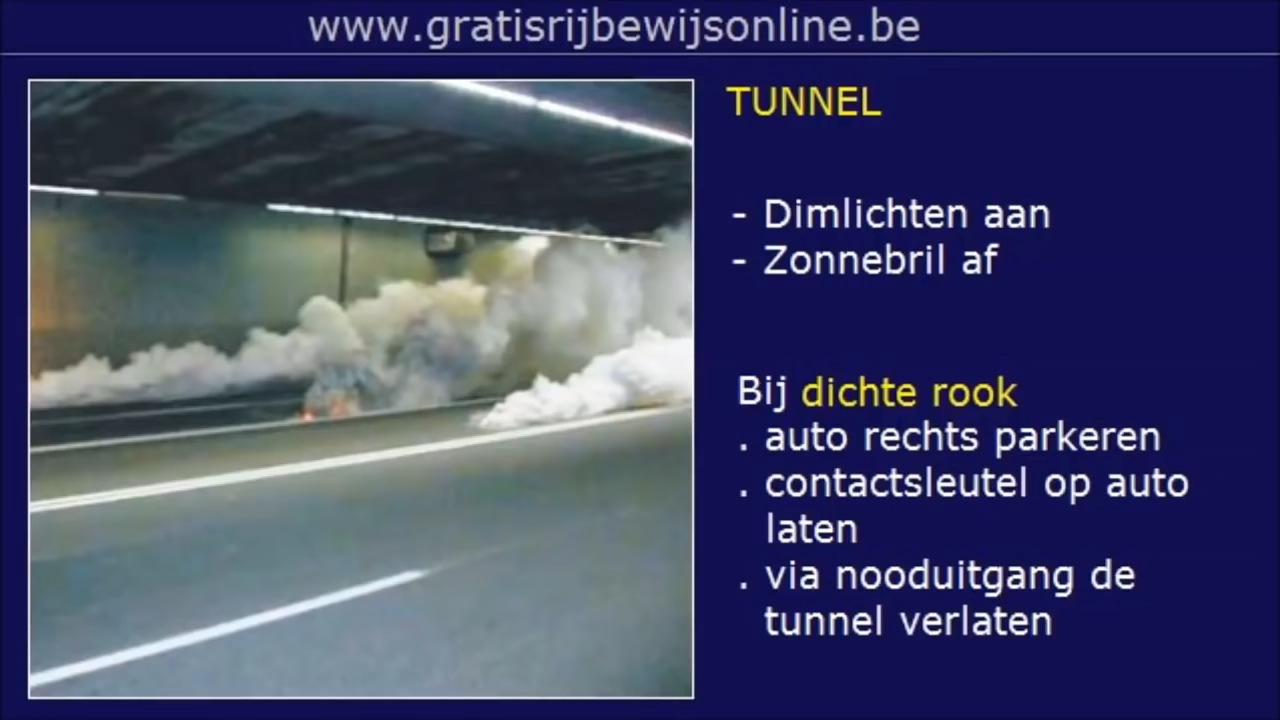 www.gratisrijbewijsonline.be
TUNNEL
- Dimlichten aan
- Zonnebril af
Bij dichte rook
. auto rechts parkeren
. contactsleutel op auto
laten
. via nooduitgang de
tunnel verlaten